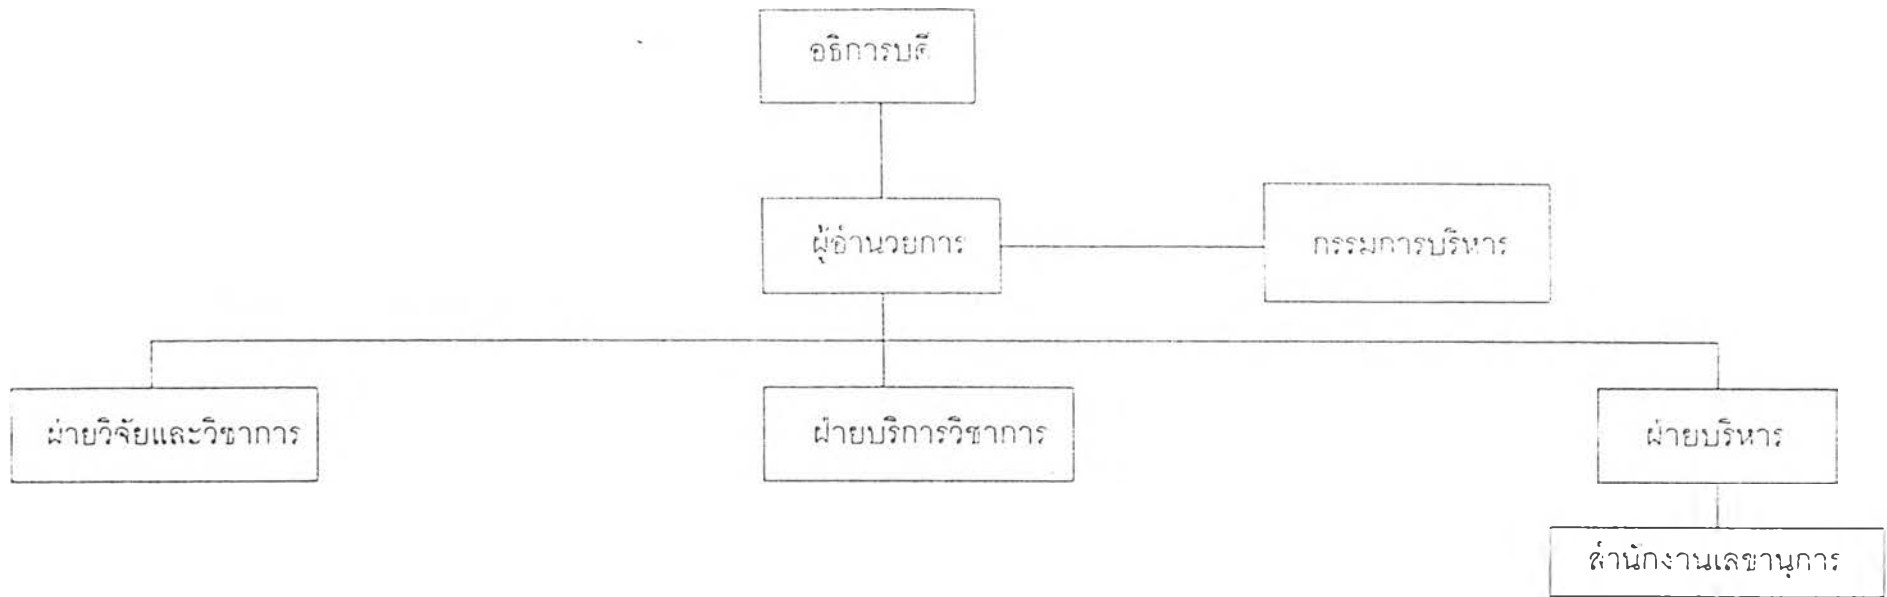 อธิการบดี
ผู้อำนวยการ
กรรมการบริหาร
ฝ่ายวิจัยและวิชาการ
ฝ่ายบริการวิชาการ
ฝ่ายบริหาร
สำนักงานเลขานุการ